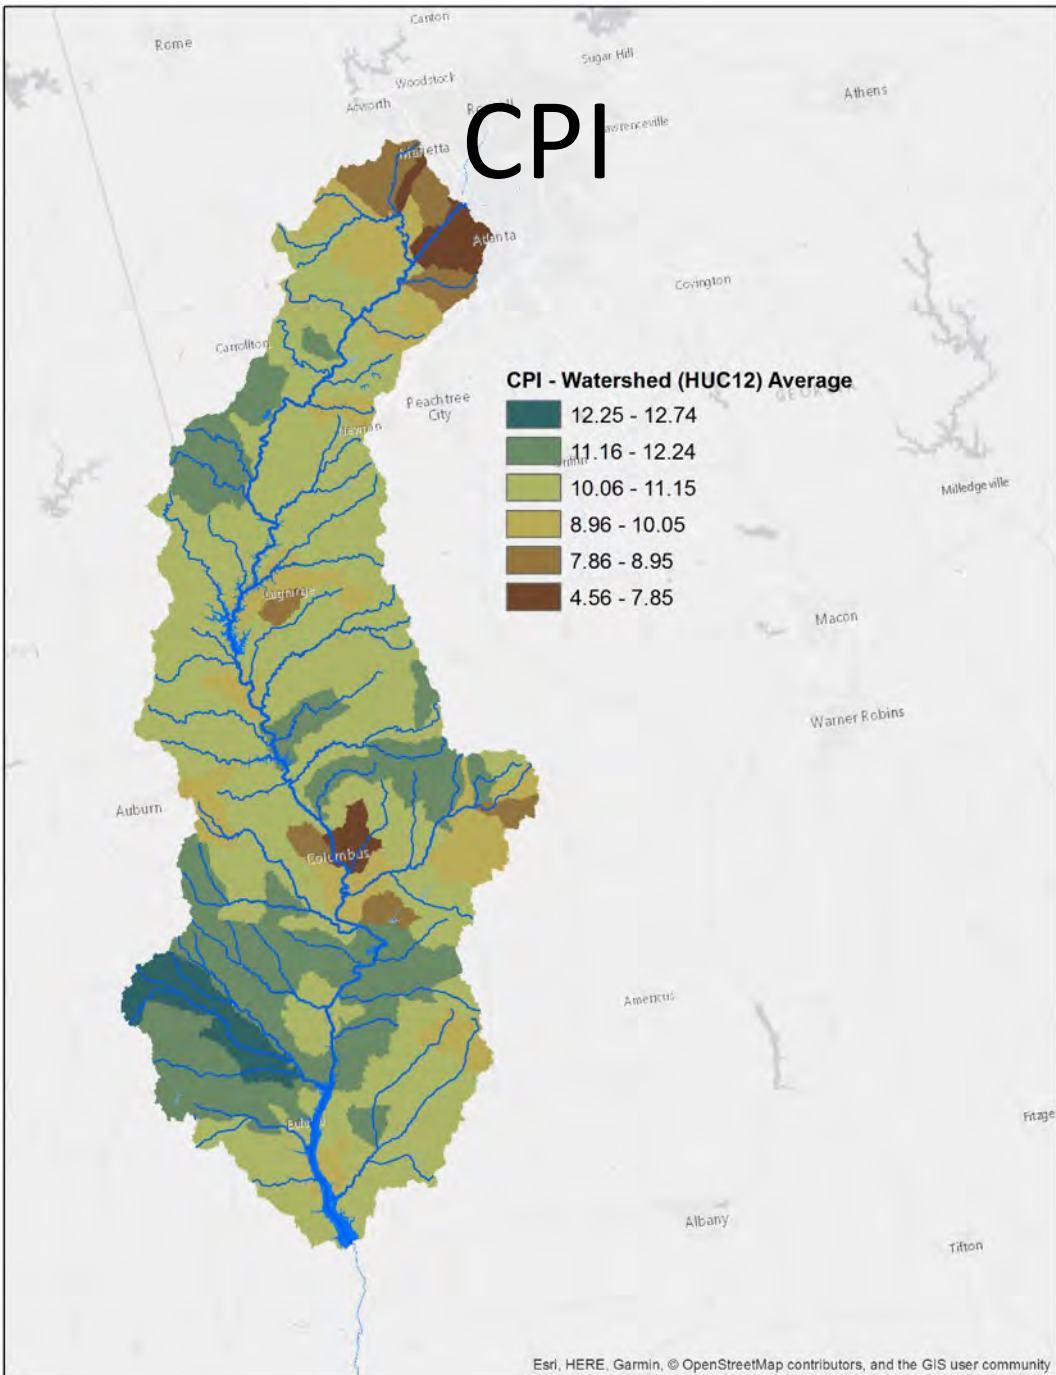 Canton
Rome
Sugar Hill
Woodstock
Athens
Acworth
CPI
Marietta
Atlanta
Covington
Carrollton
CPI - Watershed (HUC12) Average
Peachtree
City
GEORGIA
12.25 - 12.74
Newnan
11.16 - 12.24
10.06 - 11.15
Milledgeville
8.96 - 10.05
7.86 - 8.95
4.56 - 7.85
Macon
Warner Robins
Auburn
Columbus
Americus
Albany
Tifton
Esri, HERE, Garmin, © OpenStreetMap contributors, and the GIS user community